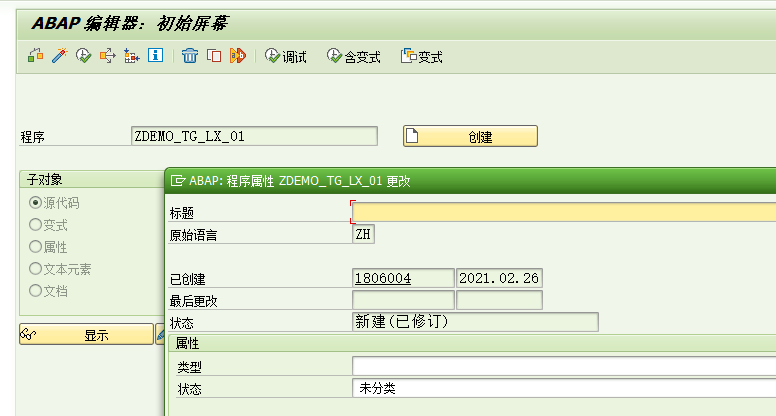 ABAP 编辑器：初始屏幕
调试 含变式 变式
程序 ZDEMO_TG_LX_01 创建
子对象
源代码
变式
属性
文本元素
文档
显示
ABAP: 程序属性 ZDEMO_TG_LX_01 更改
标题
原始语言 ZH
已创建 1806004 2021.02.26
最后更改
状态 新建(已修订)
属性
类型
状态 未分类